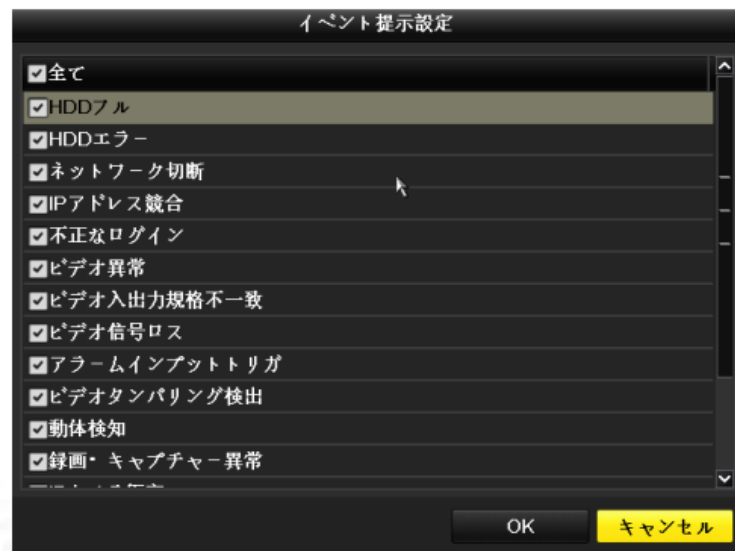 イベント提示設定
全て
HDDフル
HDDエラー
ネットワーク切断
IPアドレス競合
不正なログイン
ビデオ異常
ビデオ入出力規格不一致
ビデオ信号ロス
アラームインプットトリガ
ビデオタンパリング検出
動体検知
録画・キャプチャー異常
OK
キャンセル